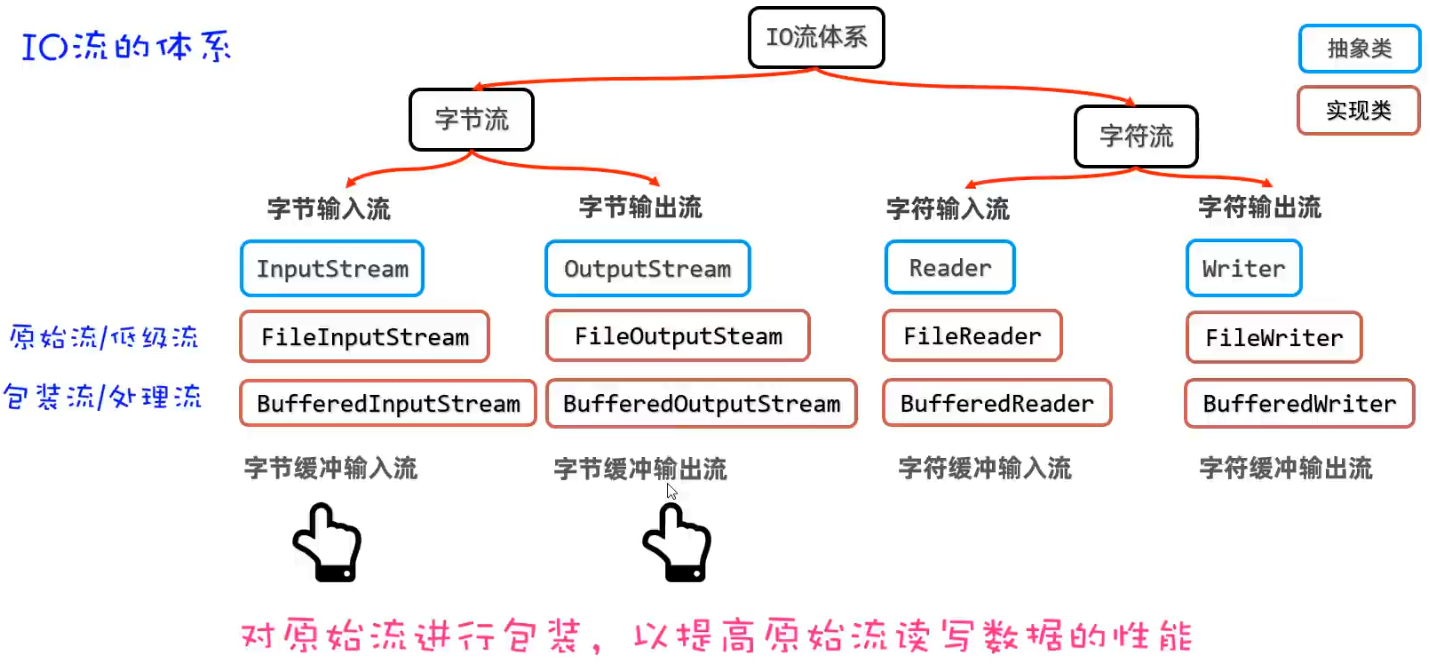 IO流的体系
IO流体系
抽象类
实现类
字节流
字符流
字节输入流
字节输出流
字符输入流
字符输出流
InputStream
OutputStream
Reader
Writer
原始流/低级流
FileInputStream
FileOutputSteam
FileReader
FileWriter
包装流/处理流
BufferedInputStream
BufferedOutputStream
BufferedReader
BufferedWriter
字节缓冲输入流
字节缓冲输出流
字符缓冲输入流
字符缓冲输出流
对原始流进行包装，以提高原始流读写数据的性能